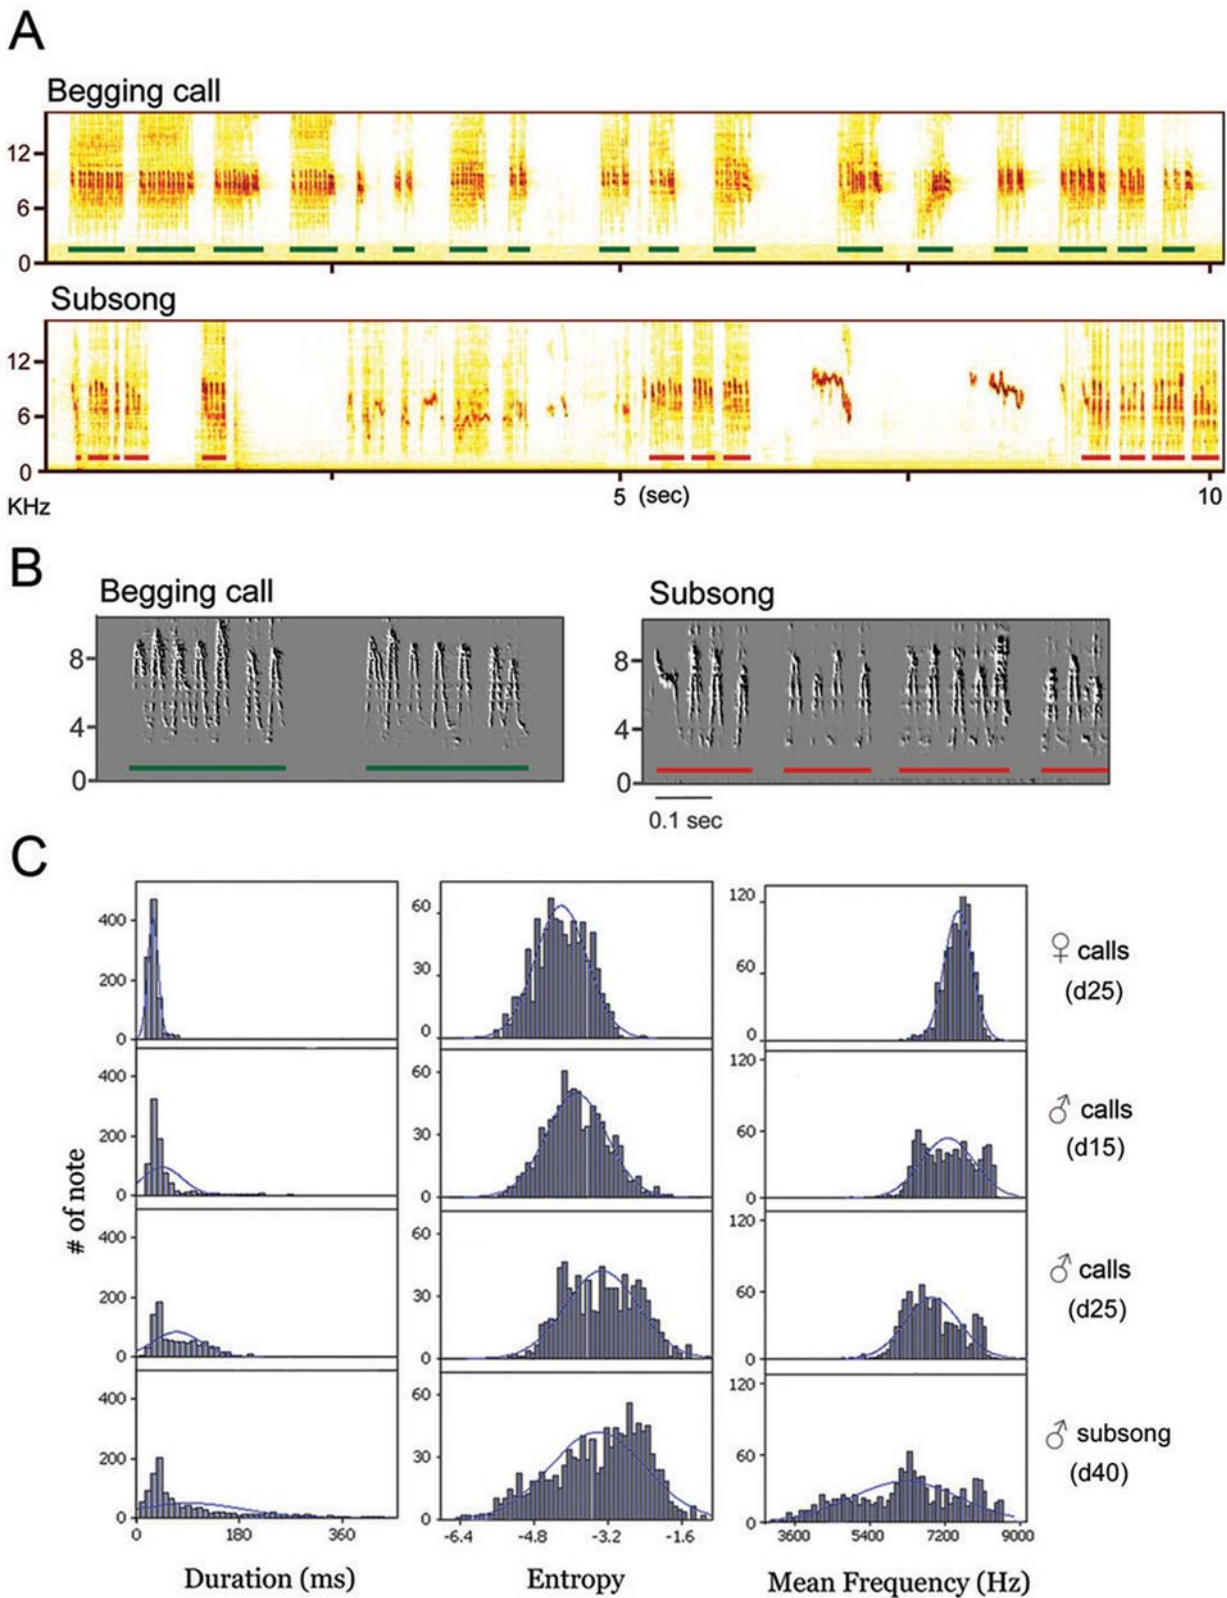 A
Begging call
12
6
0
Subsong
12
6
0
KHz
5 (sec)
10
B
Begging call
8
4
0
Subsong
8
4
0
0.1 sec
C
# of note
400
200
0
60
30
0
120
60
0
♀ calls
(d25)
400
200
0
60
30
0
120
60
0
♂ calls
(d15)
400
200
0
60
30
0
120
60
0
♂ calls
(d25)
400
200
0
60
30
0
120
60
0
♂ subsong
(d40)
0 180 360
-6.4 -4.8 -3.2 -1.6
3600 5400 7200 9000
Duration (ms)
Entropy
Mean Frequency (Hz)